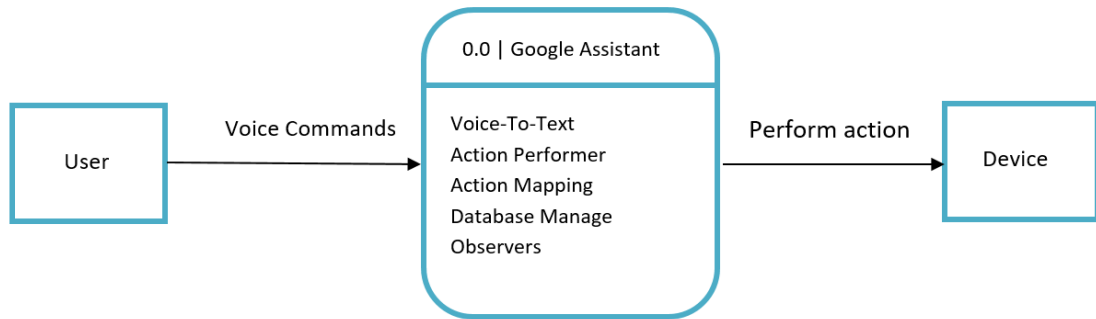 0.0 | Google Assistant
User
Voice Commands
Voice-To-Text
Action Performer
Action Mapping
Database Manage
Observers
Perform action
Device